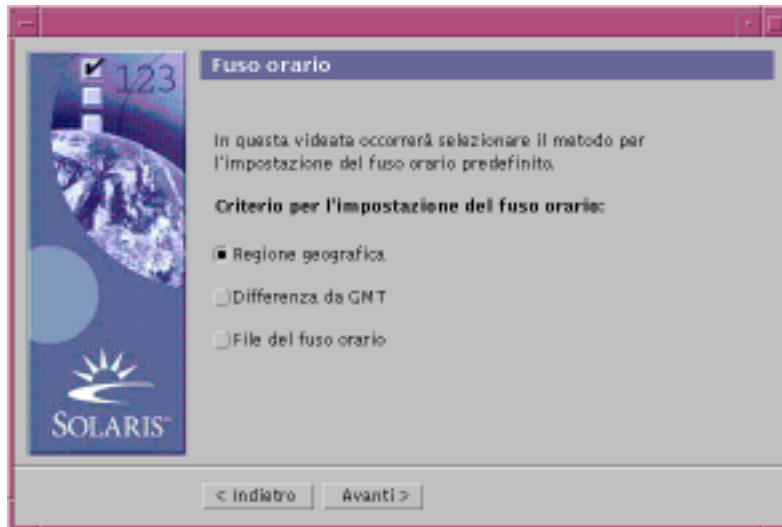 123
Fuso orario
In questa videata occorrerà selezionare il metodo per
l'impostazione del fuso orario predefinito.
Criterio per l'impostazione del fuso orario:
Regione geografica
Differenza da GMT
File del fuso orario
SOLARIS™
< Indietro
Avanti >